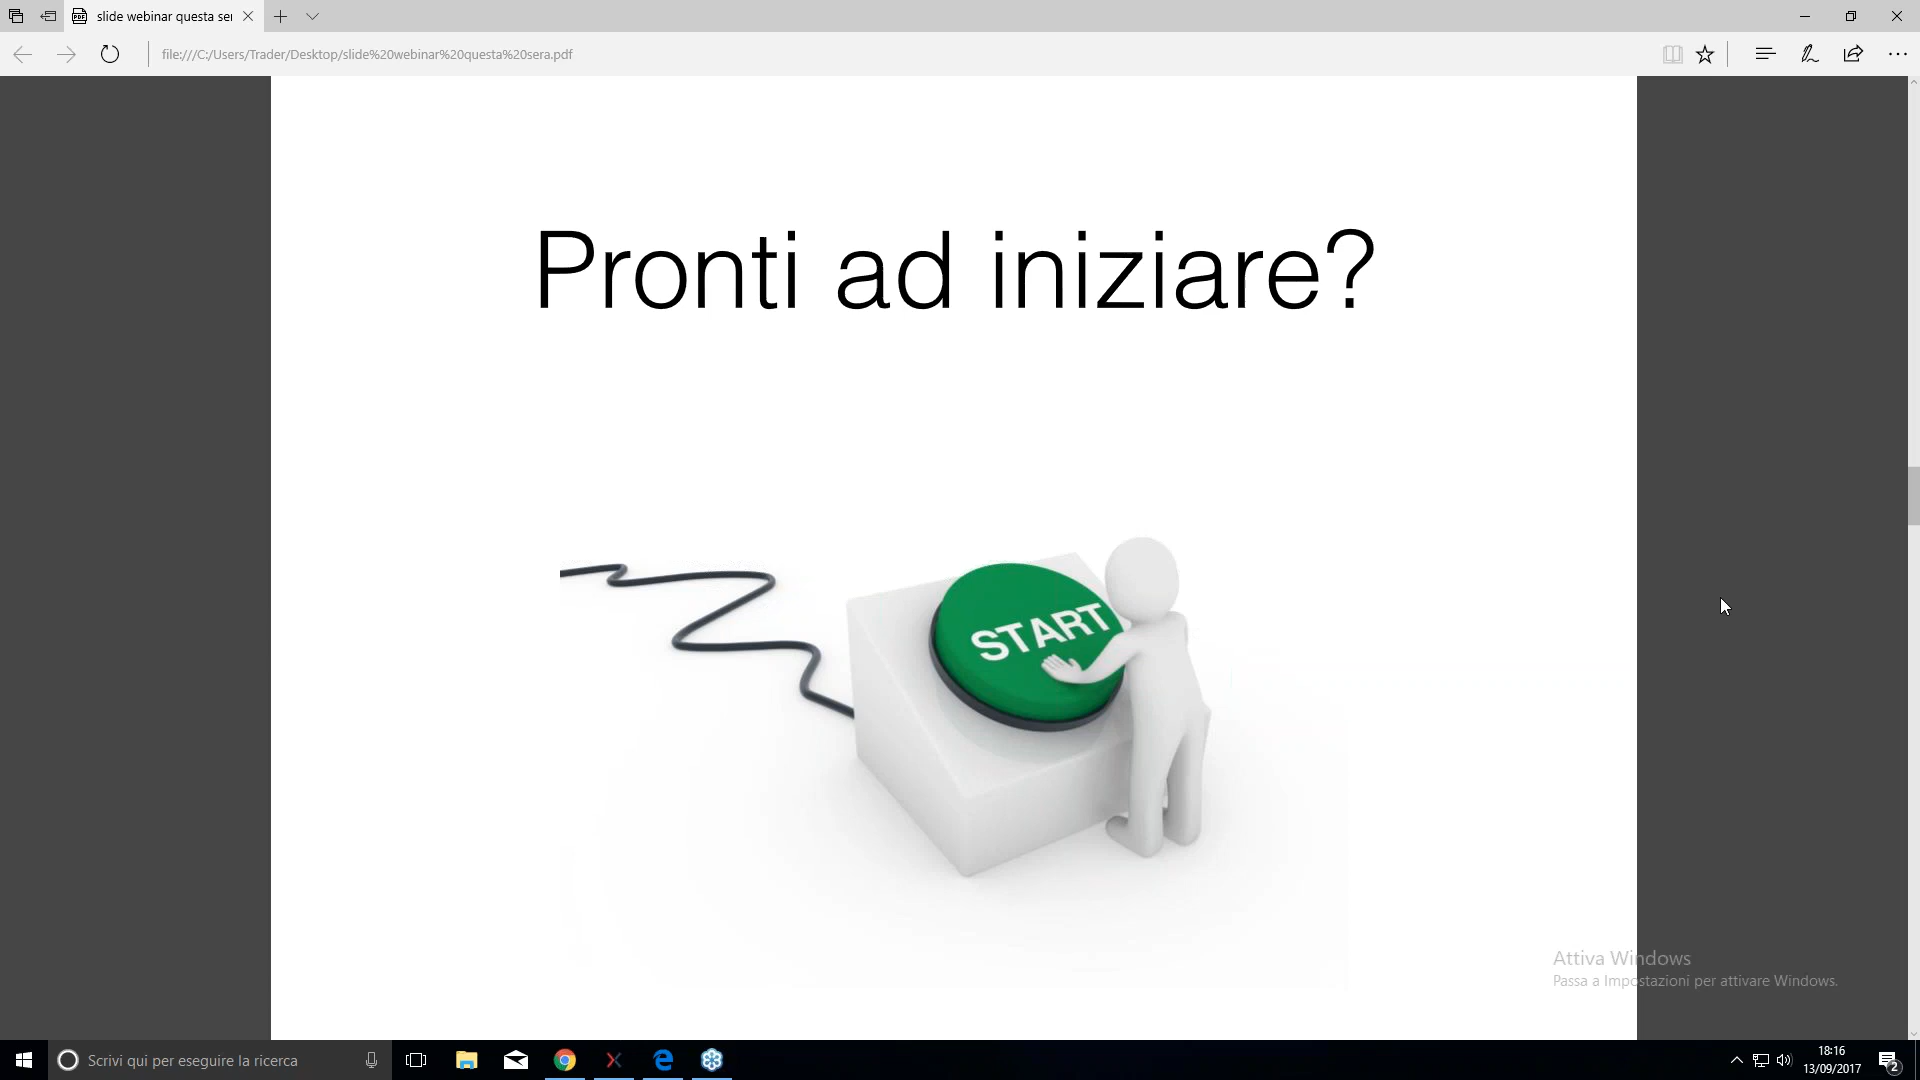 slide webinar questa ser
file:///C:/Users/Trader/Desktop/slide%20webinar%20questa%20sera.pdf
Pronti ad iniziare?
START
Attiva Windows
Passa a Impostazioni per attivare Windows.
Scrivi qui per eseguire la ricerca
18:16
13/09/2017
2